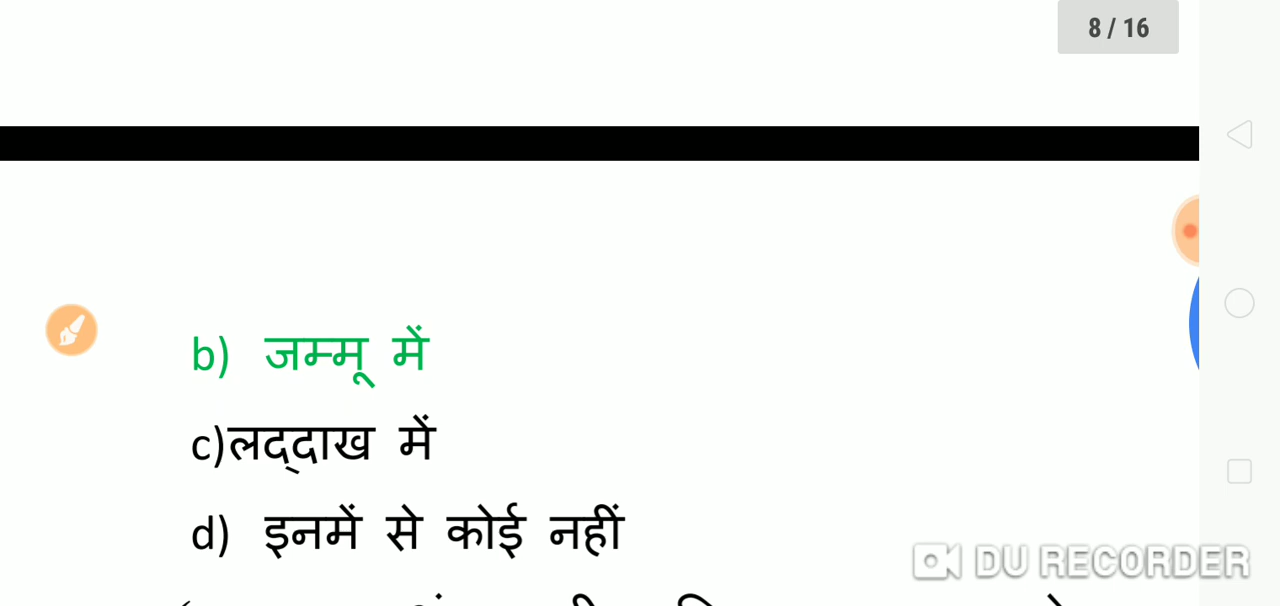 8 / 16
b) जम्मू में
c)लद्दाख में
d) इनमें से कोई नहीं
DU RECORDER